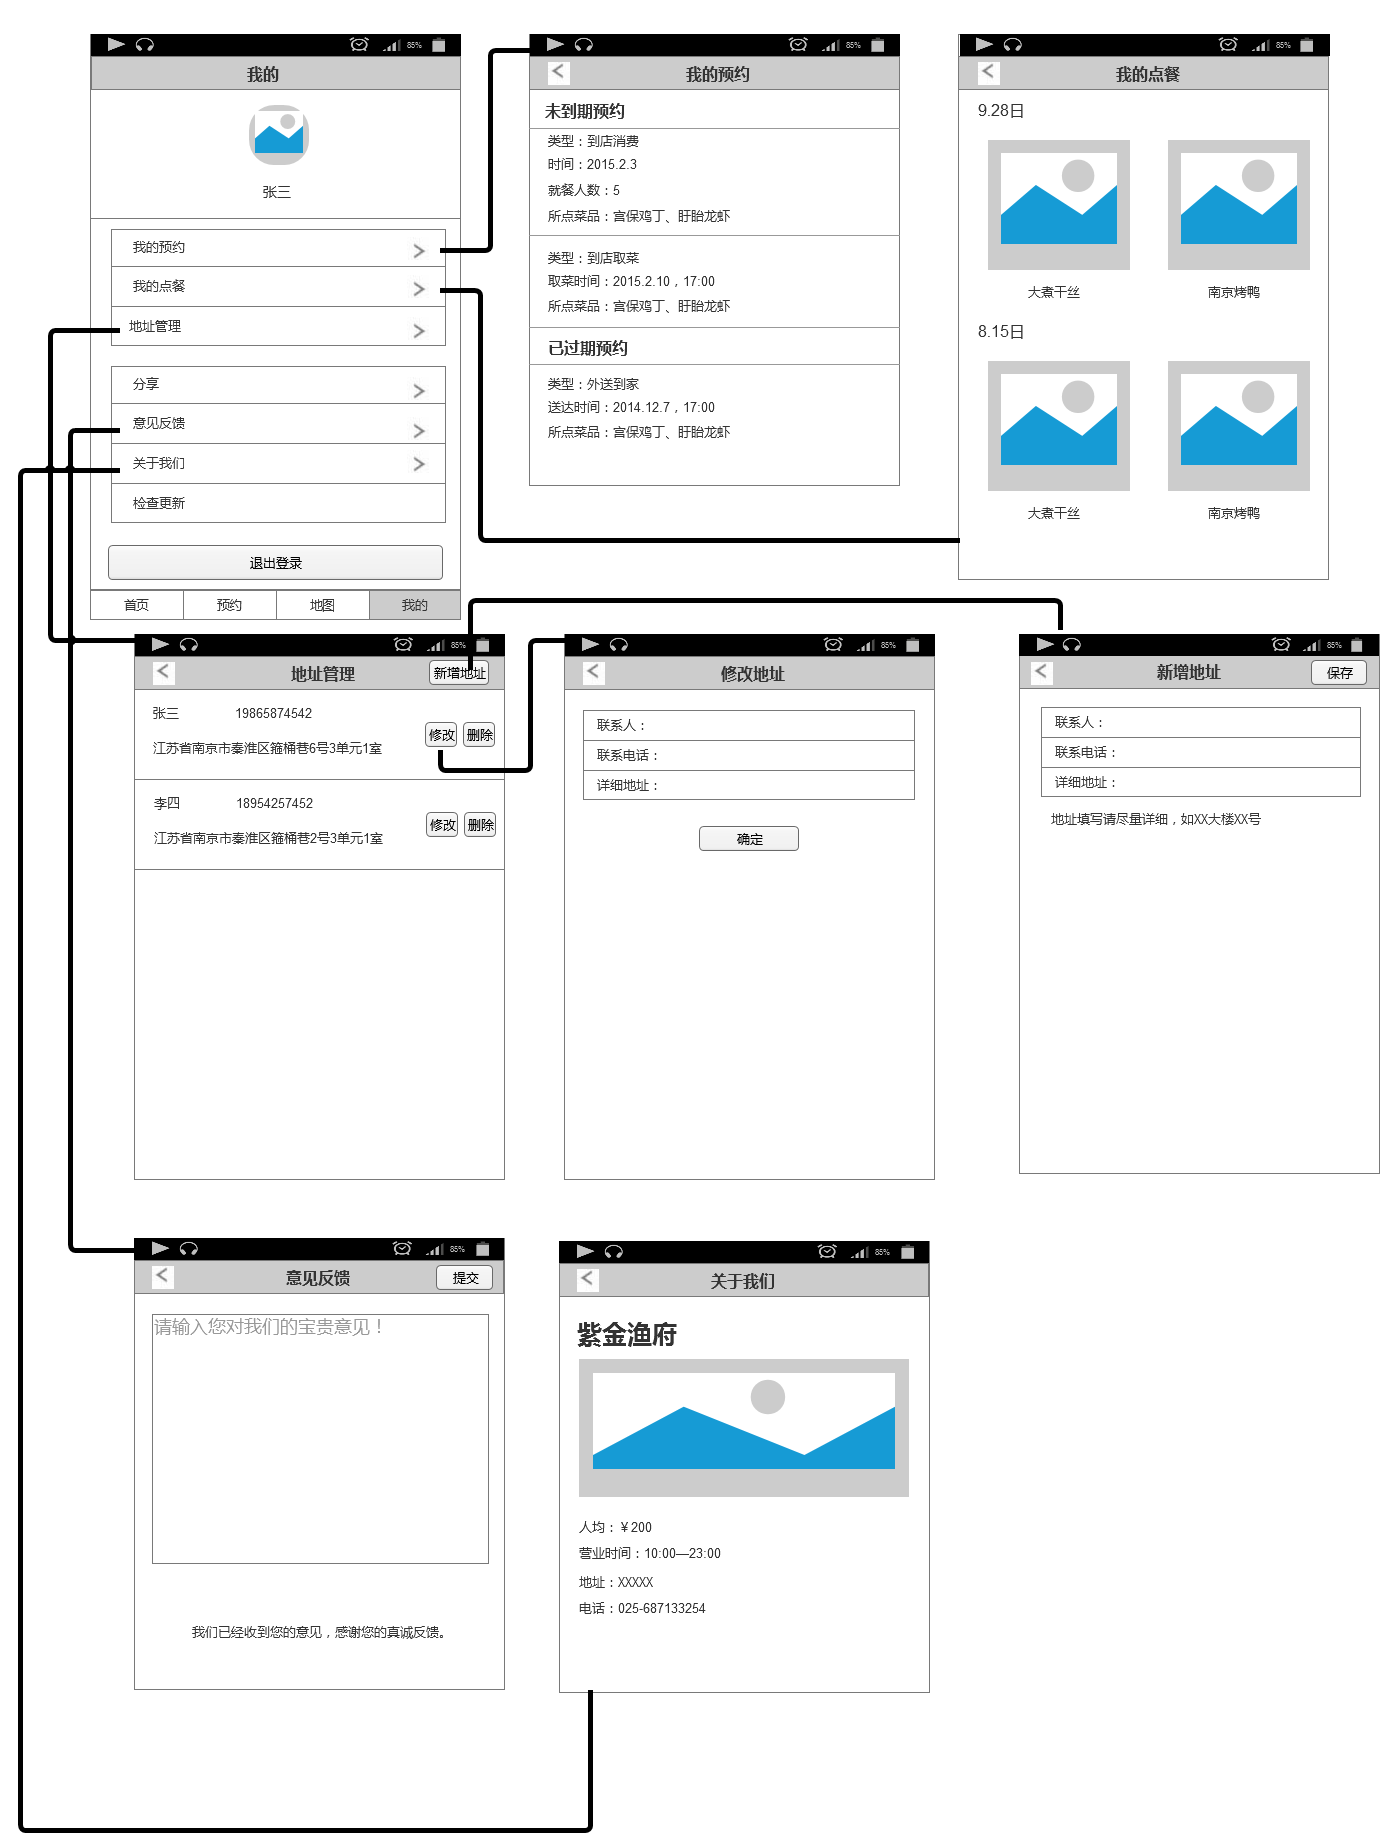 85%
我的
张三
我的预约
我的点餐
地址管理
分享
意见反馈
关于我们
检查更新
退出登录
首页 预约 地图 我的
85%
我的预约
未到期预约
类型：到店消费
时间：2015.2.3
就餐人数：5
所点菜品：宫保鸡丁、盱眙龙虾
类型：到店取菜
取菜时间：2015.2.10，17:00
所点菜品：宫保鸡丁、盱眙龙虾
已过期预约
类型：外送到家
送达时间：2014.12.7，17:00
所点菜品：宫保鸡丁、盱眙龙虾
85%
我的点餐
9.28日
大煮干丝 南京烤鸭
8.15日
大煮干丝 南京烤鸭
85%
地址管理 新增地址
张三 19865874542
江苏省南京市秦淮区箍桶巷6号3单元1室
修改 删除
李四 18954257452
江苏省南京市秦淮区箍桶巷2号3单元1室
修改 删除
85%
修改地址
联系人：
联系电话：
详细地址：
确定
85%
新增地址 保存
联系人：
联系电话：
详细地址：
地址填写请尽量详细，如XX大楼XX号
85%
意见反馈 提交
请输入您对我们的宝贵意见！
我们已经收到您的意见，感谢您的真诚反馈。
85%
关于我们
紫金渔府
人均：￥200
营业时间：10:00—23:00
地址：XXXXX
电话：025-687133254